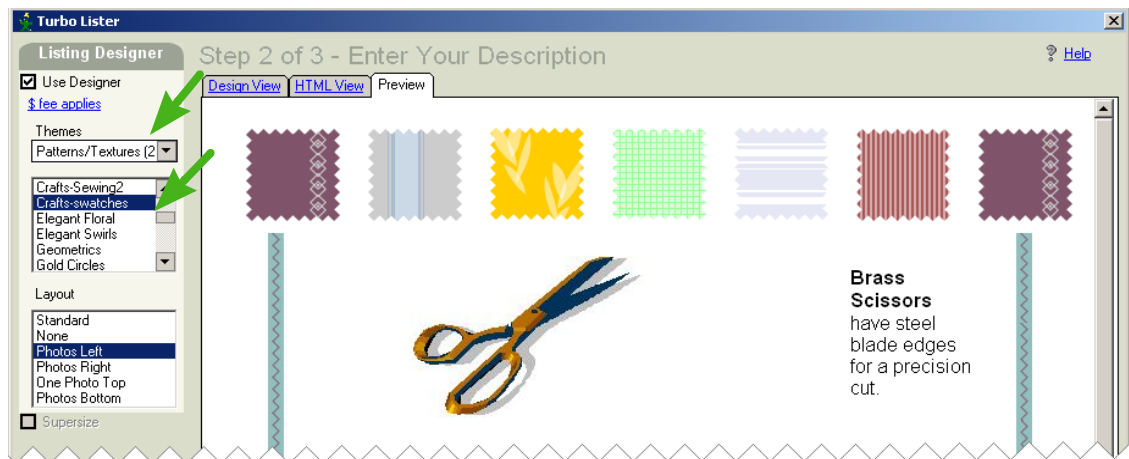 Turbo Lister
Listing Designer
Step 2 of 3 - Enter Your Description
? Help
Use Designer
$ fee applies
Design View
HTML View
Preview
Themes
Patterns/Textures (2
Crafts-Sewing2
Crafts-swatches
Elegant Floral
Elegant Swirls
Geometrics
Gold Circles
Layout
Standard
None
Photos Left
Photos Right
One Photo Top
Photos Bottom
Supersize
Brass
Scissors
have steel
blade edges
for a precision
cut.